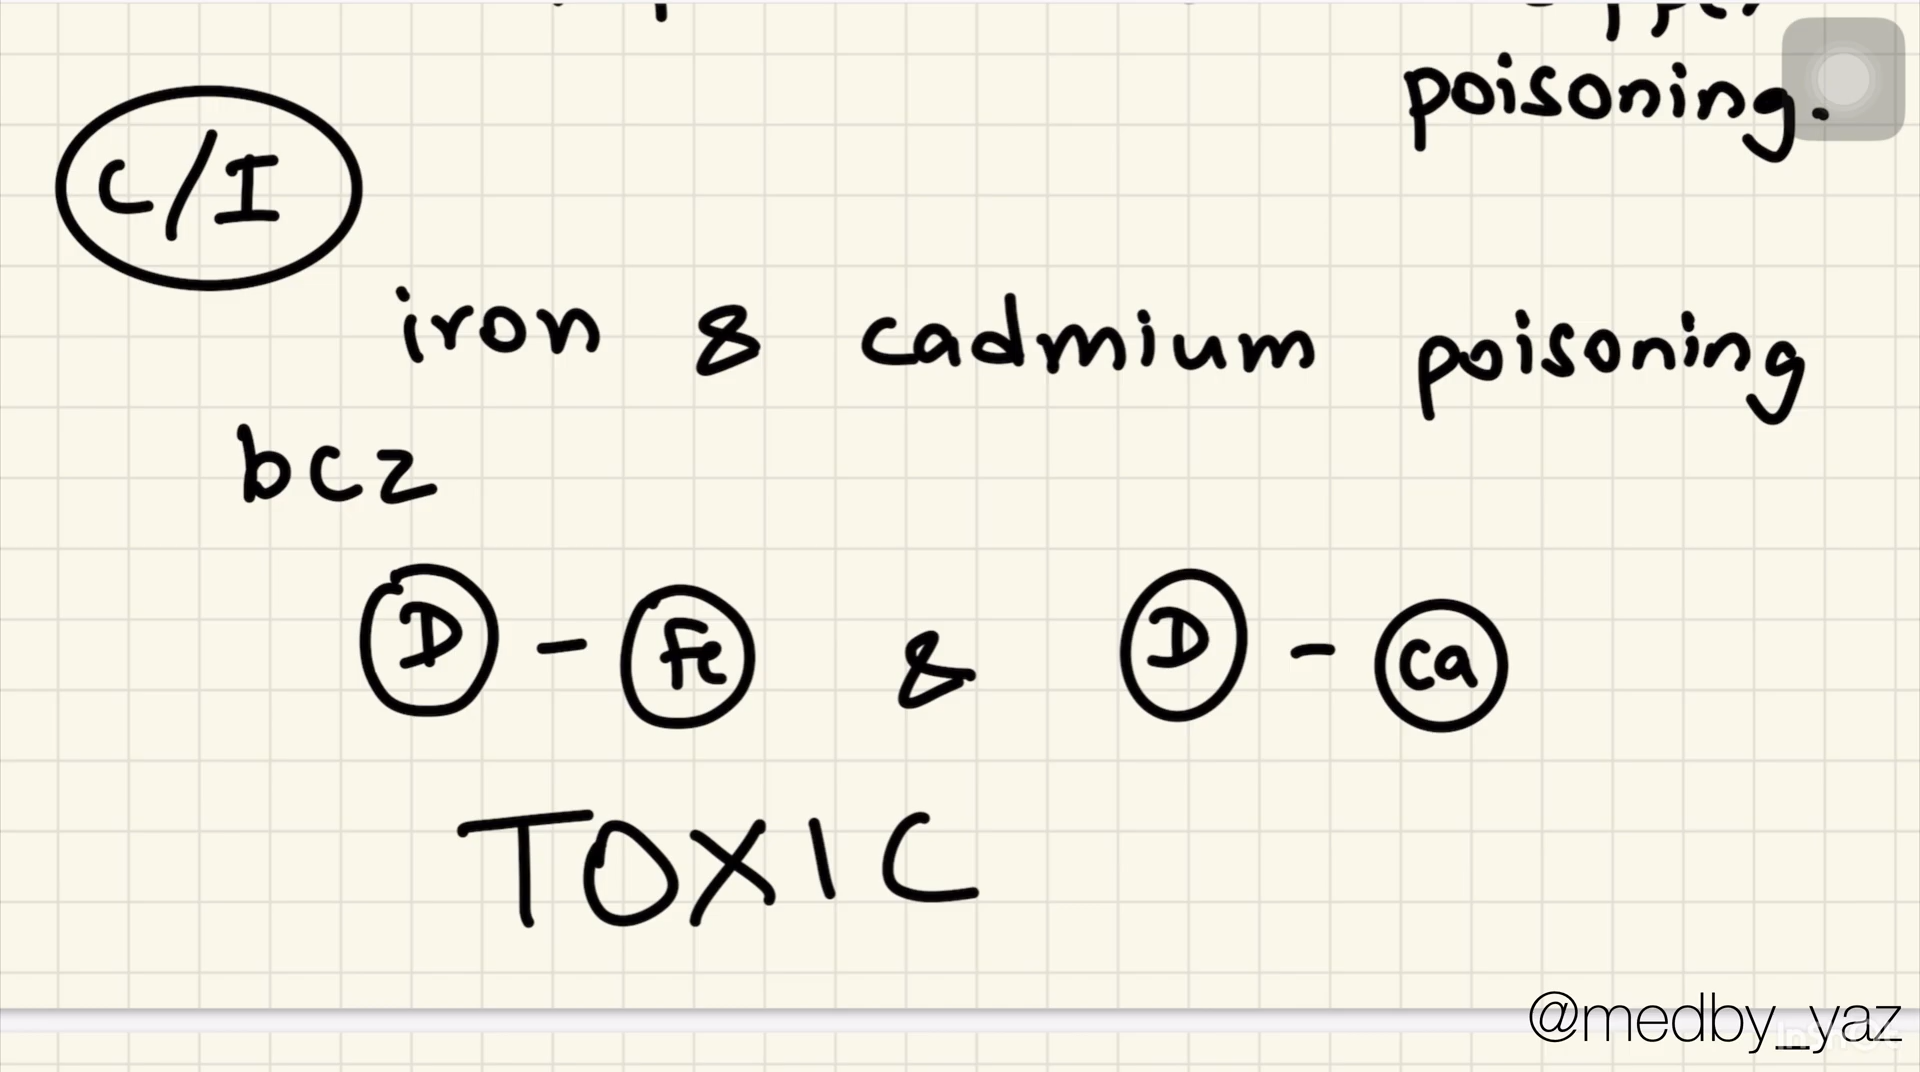 poisoning.
C/I
iron & cadmium poisoning
bcz
D - Fe & D - Ca
TOXIC
@medby_yaz